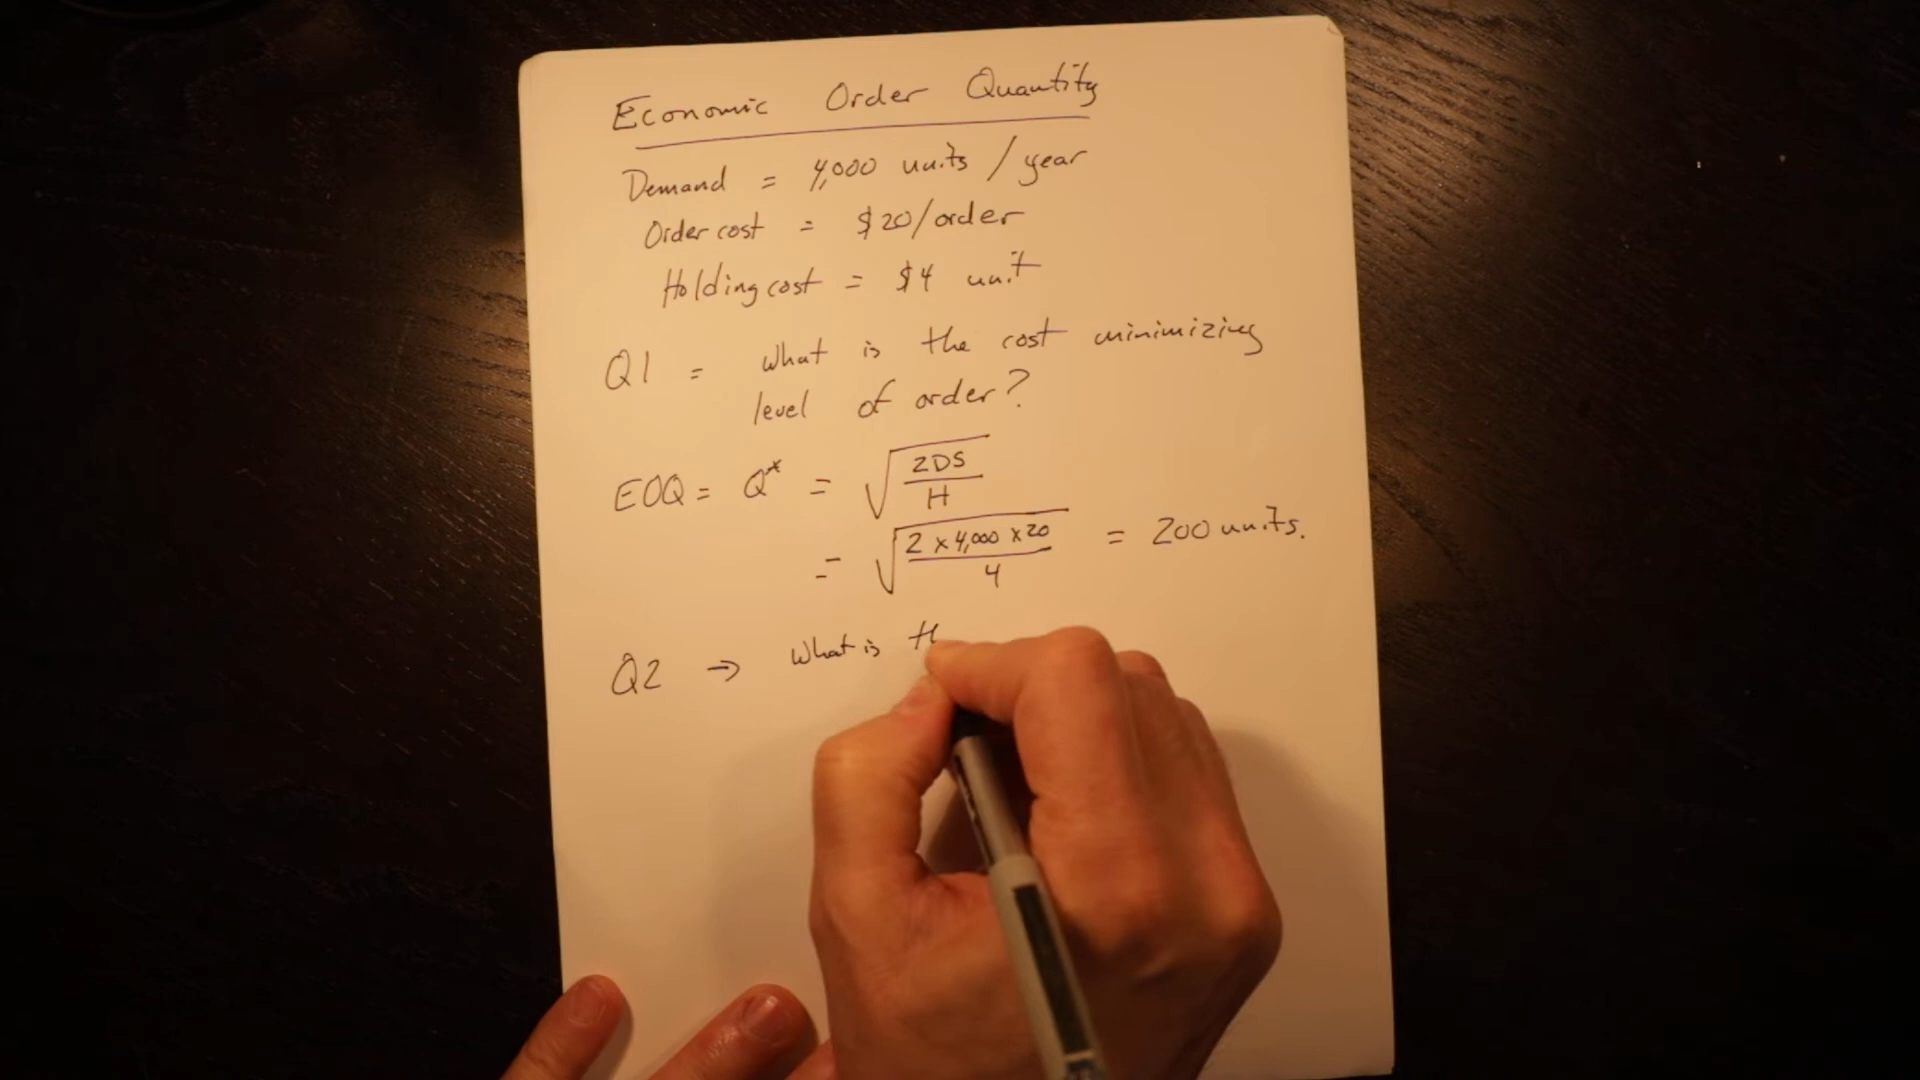 Economic Order Quantity
Demand = 4,000 units / year
Order cost = $20/order
Holding cost = $4 unit
Q1 = what is the cost minimizing
level of order?
EOQ = Q* = √(2DS / H)
= √(2 x 4,000 x 20 / 4) = 200 units.
Q2 → What is th